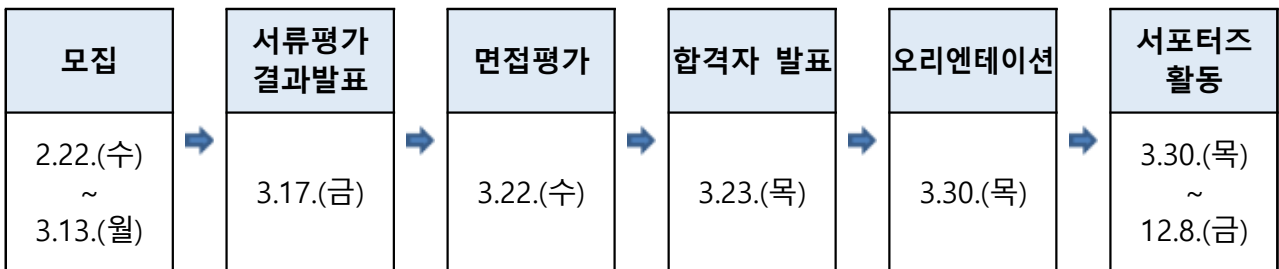 모집
2.22.(수)
~
3.13.(월)
서류평가
결과발표
3.17.(금)
면접평가
3.22.(수)
합격자 발표
3.23.(목)
오리엔테이션
3.30.(목)
서포터즈
활동
3.30.(목)
~
12.8.(금)